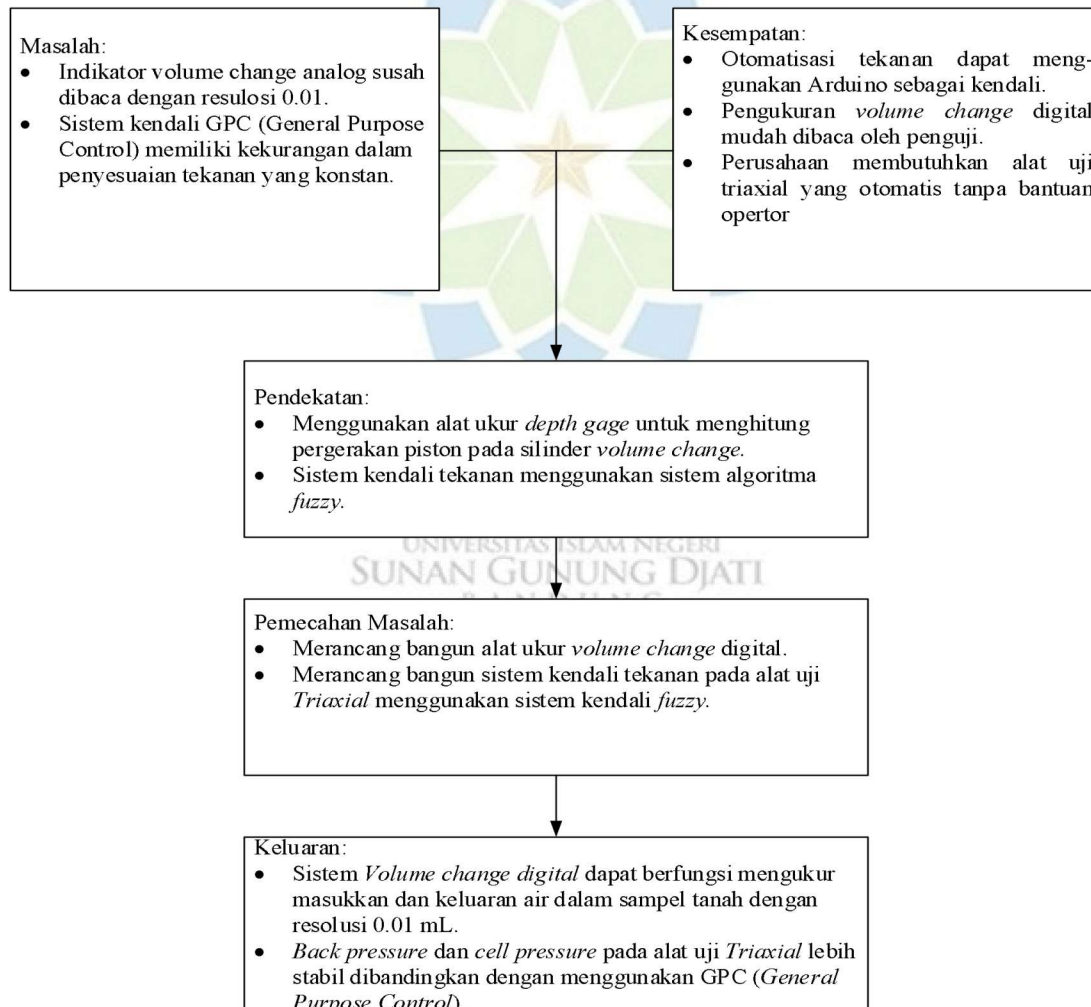 Masalah:
• Indikator volume change analog susah
dibaca dengan resulosi 0.01.
• Sistem kendali GPC (General Purpose
Control) memiliki kekurangan dalam
penyesuaian tekanan yang konstan.
Kesempatan:
• Otomatisasi tekanan dapat meng-
gunakan Arduino sebagai kendali.
• Pengukuran volume change digital
mudah dibaca oleh penguji.
• Perusahaan membutuhkan alat uji
triaxial yang otomatis tanpa bantuan
opertor
Pendekatan:
• Menggunakan alat ukur depth gage untuk menghitung
pergerakan piston pada silinder volume change.
• Sistem kendali tekanan menggunakan sistem algoritma
fuzzy.
UNIVERSITAS ISLAM NEGERI
SUNAN GUNUNG DJATI
BANDUNG
Pemecahan Masalah:
• Merancang bangun alat ukur volume change digital.
• Merancang bangun sistem kendali tekanan pada alat uji
Triaxial menggunakan sistem kendali fuzzy.
Keluaran:
• Sistem Volume change digital dapat berfungsi mengukur
masukkan dan keluaran air dalam sampel tanah dengan
resolusi 0.01 mL.
• Back pressure dan cell pressure pada alat uji Triaxial lebih
stabil dibandingkan dengan menggunakan GPC (General
Purpose Control)